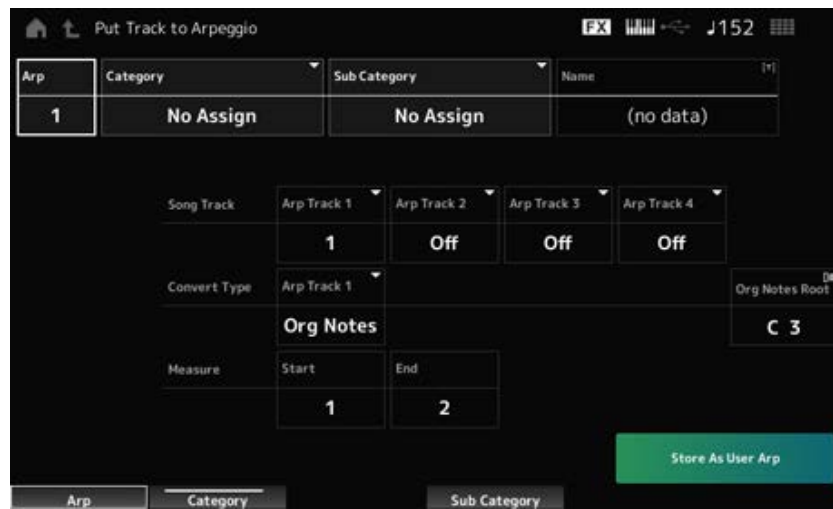 Put Track to Arpeggio FX ♩152
Arp Category Sub Category Name [T]
1 No Assign No Assign (no data)
Song Track Arp Track 1 Arp Track 2 Arp Track 3 Arp Track 4
1 Off Off Off
Convert Type Arp Track 1 Org Notes Root
Org Notes C 3
Measure Start End
1 2
Store As User Arp
Arp Category Sub Category